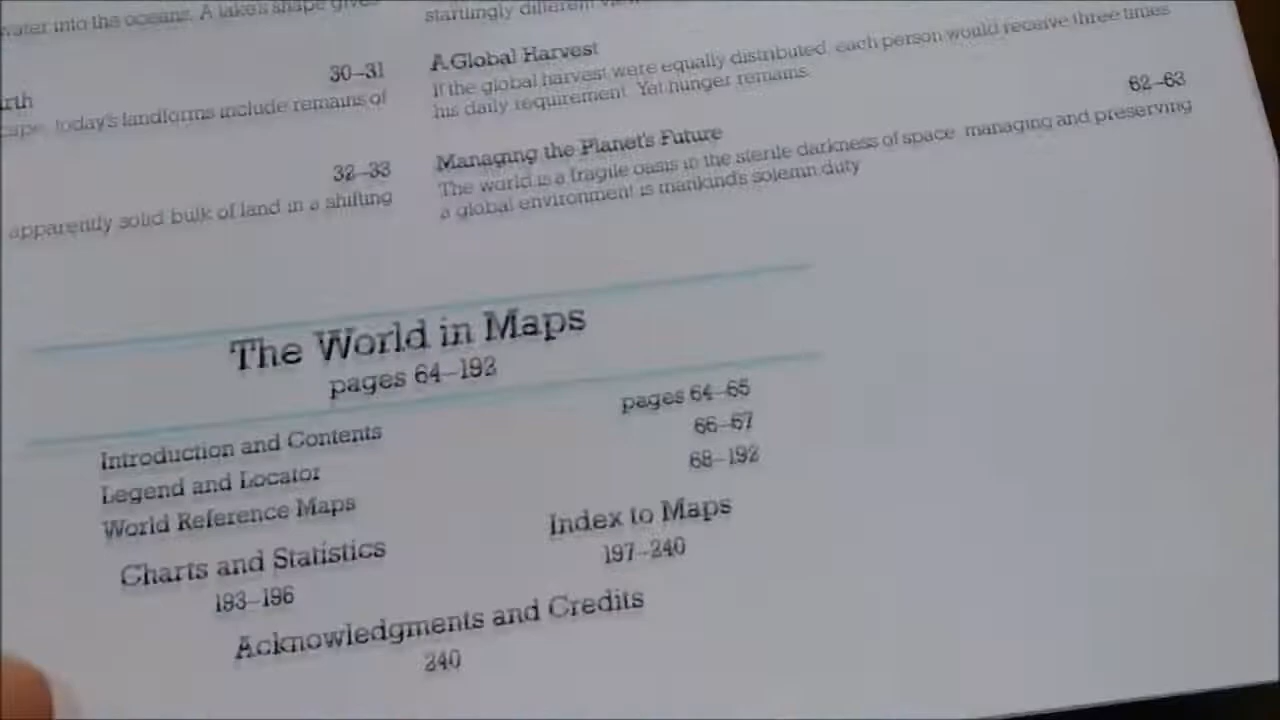 water into the oceans. A lake's shape gives
30–31
today's landforms include remains of
32–33
apparently solid bulk of land in a shifting
startlingly different
A Global Harvest
If the global harvest were equally distributed, each person would receive three times
his daily requirement. Yet hunger remains.
62–63
Managing the Planet's Future
The world is a fragile oasis in the sterile darkness of space managing and preserving
a global environment is mankind's solemn duty
The World in Maps
pages 64–192
Introduction and Contents pages 64–65
Legend and Locator 66–67
World Reference Maps 68–192
Charts and Statistics
193–196
Index to Maps
197–240
Acknowledgments and Credits
240